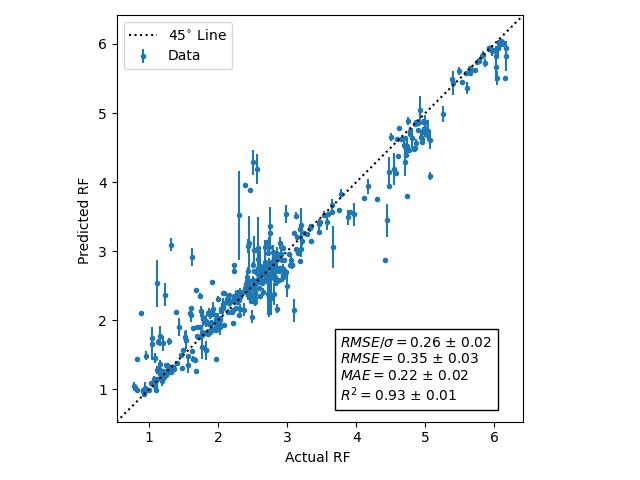 45° Line
Data
6
5
4
3
2
1
Predicted RF
RMSE/σ = 0.26 ± 0.02
RMSE = 0.35 ± 0.03
MAE = 0.22 ± 0.02
R² = 0.93 ± 0.01
1 2 3 4 5 6
Actual RF